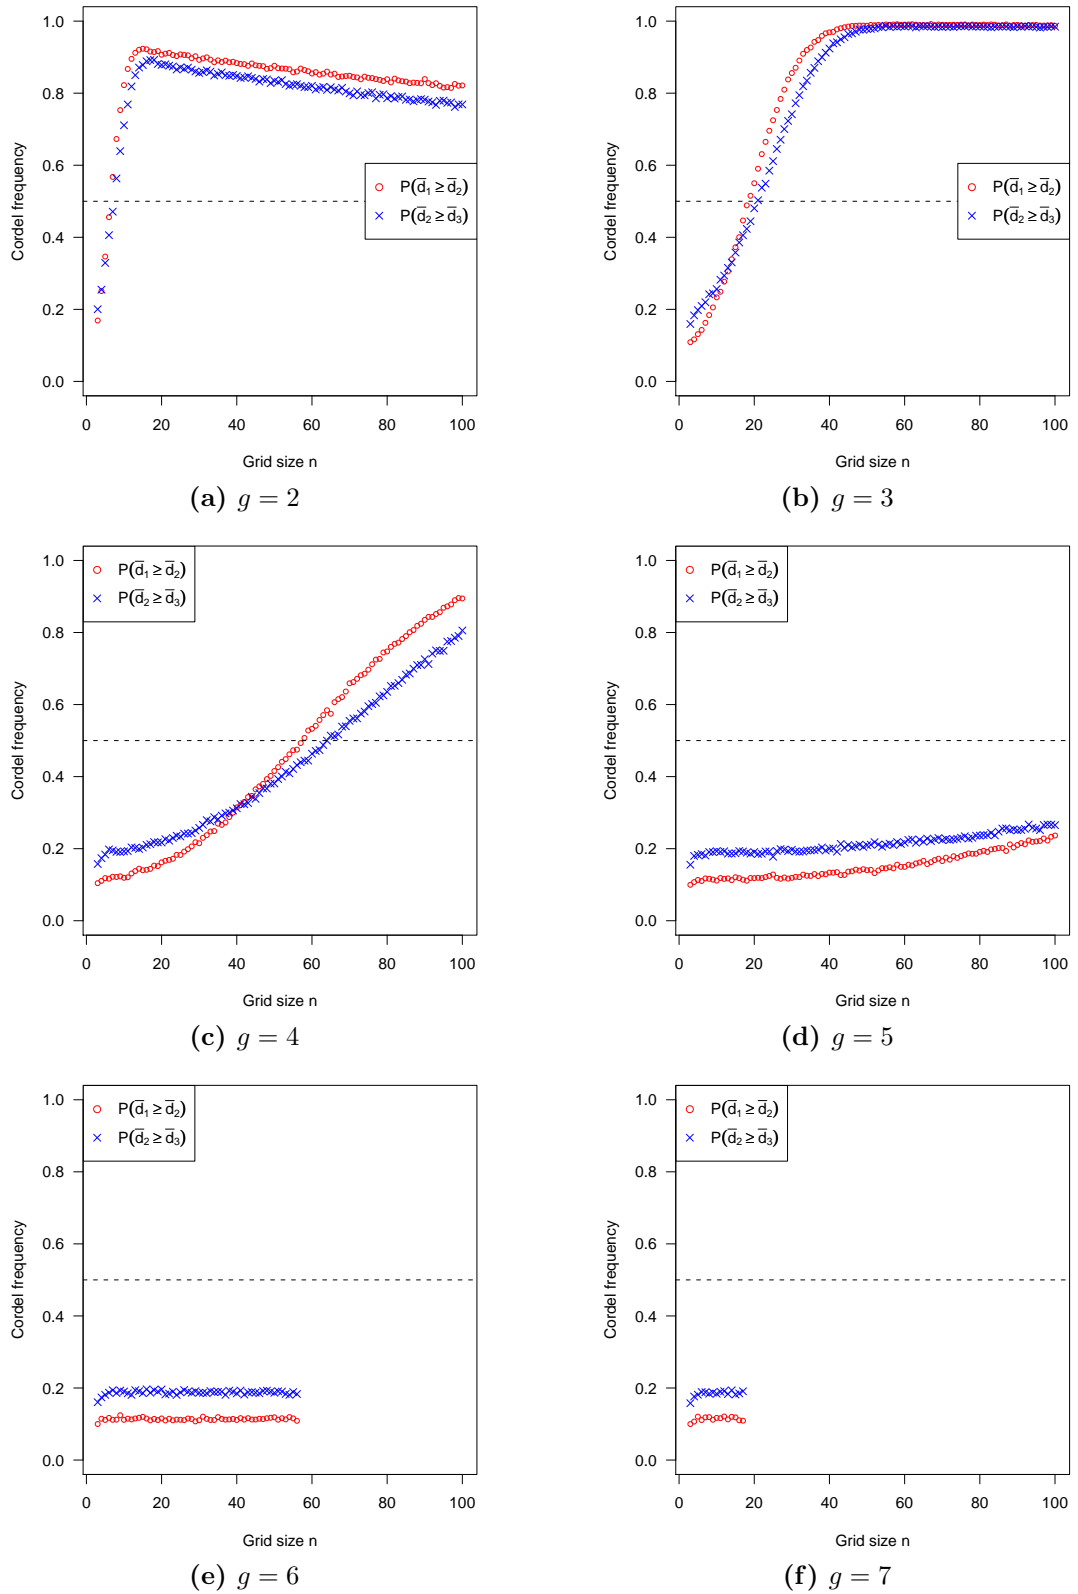 1.0
0.8
0.6
0.4
0.2
0.0
Cordel frequency
P(d̅₁ ≥ d̅₂)
P(d̅₂ ≥ d̅₃)
0 20 40 60 80 100
Grid size n
(a) g = 2
1.0
0.8
0.6
0.4
0.2
0.0
Cordel frequency
P(d̅₁ ≥ d̅₂)
P(d̅₂ ≥ d̅₃)
0 20 40 60 80 100
Grid size n
(b) g = 3
1.0
0.8
0.6
0.4
0.2
0.0
Cordel frequency
P(d̅₁ ≥ d̅₂)
P(d̅₂ ≥ d̅₃)
0 20 40 60 80 100
Grid size n
(c) g = 4
1.0
0.8
0.6
0.4
0.2
0.0
Cordel frequency
P(d̅₁ ≥ d̅₂)
P(d̅₂ ≥ d̅₃)
0 20 40 60 80 100
Grid size n
(d) g = 5
1.0
0.8
0.6
0.4
0.2
0.0
Cordel frequency
P(d̅₁ ≥ d̅₂)
P(d̅₂ ≥ d̅₃)
0 20 40 60 80 100
Grid size n
(e) g = 6
1.0
0.8
0.6
0.4
0.2
0.0
Cordel frequency
P(d̅₁ ≥ d̅₂)
P(d̅₂ ≥ d̅₃)
0 20 40 60 80 100
Grid size n
(f) g = 7